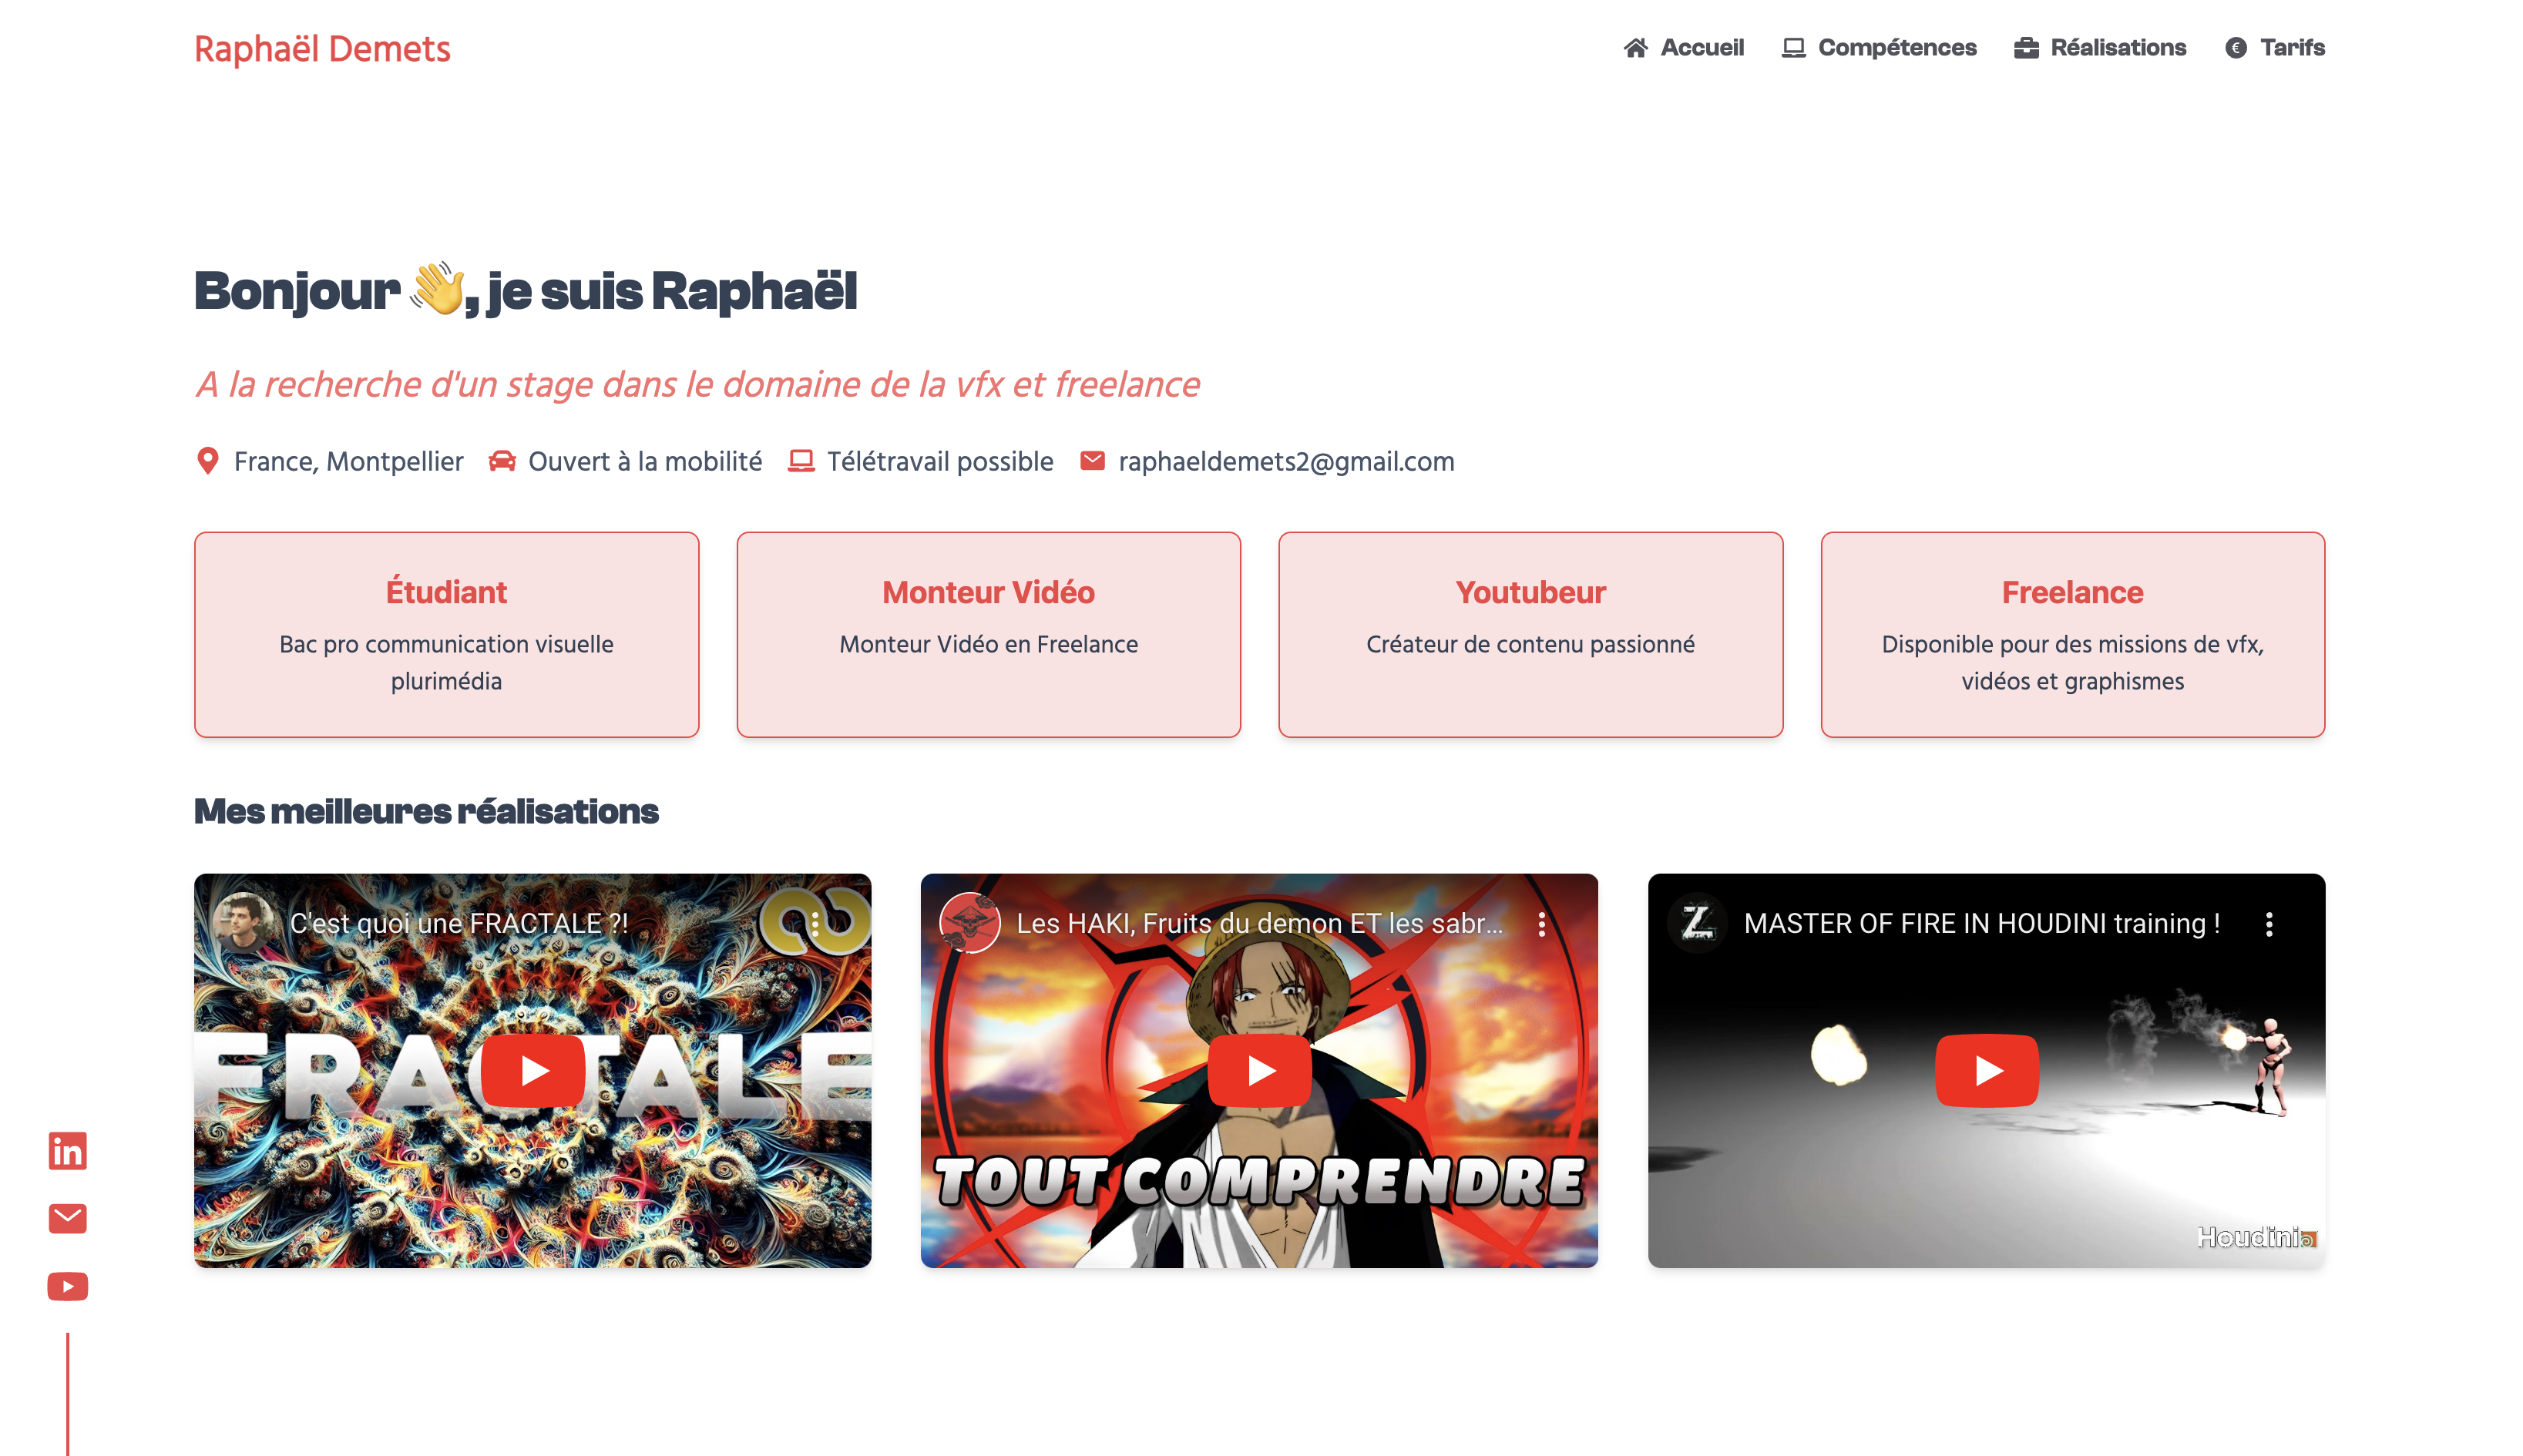 Raphaël Demets
Accueil
Compétences
Réalisations
Tarifs
Bonjour 👋, je suis Raphaël
A la recherche d'un stage dans le domaine de la vfx et freelance
France, Montpellier
Ouvert à la mobilité
Télétravail possible
raphaeldemets2@gmail.com
Étudiant
Bac pro communication visuelle
plurimédia
Monteur Vidéo
Monteur Vidéo en Freelance
Youtubeur
Créateur de contenu passionné
Freelance
Disponible pour des missions de vfx,
vidéos et graphismes
Mes meilleures réalisations
C'est quoi une FRACTALE ?!
FRACTALE
Les HAKI, Fruits du demon ET les sabr...
TOUT COMPRENDRE
MASTER OF FIRE IN HOUDINI training !
Houdini
in